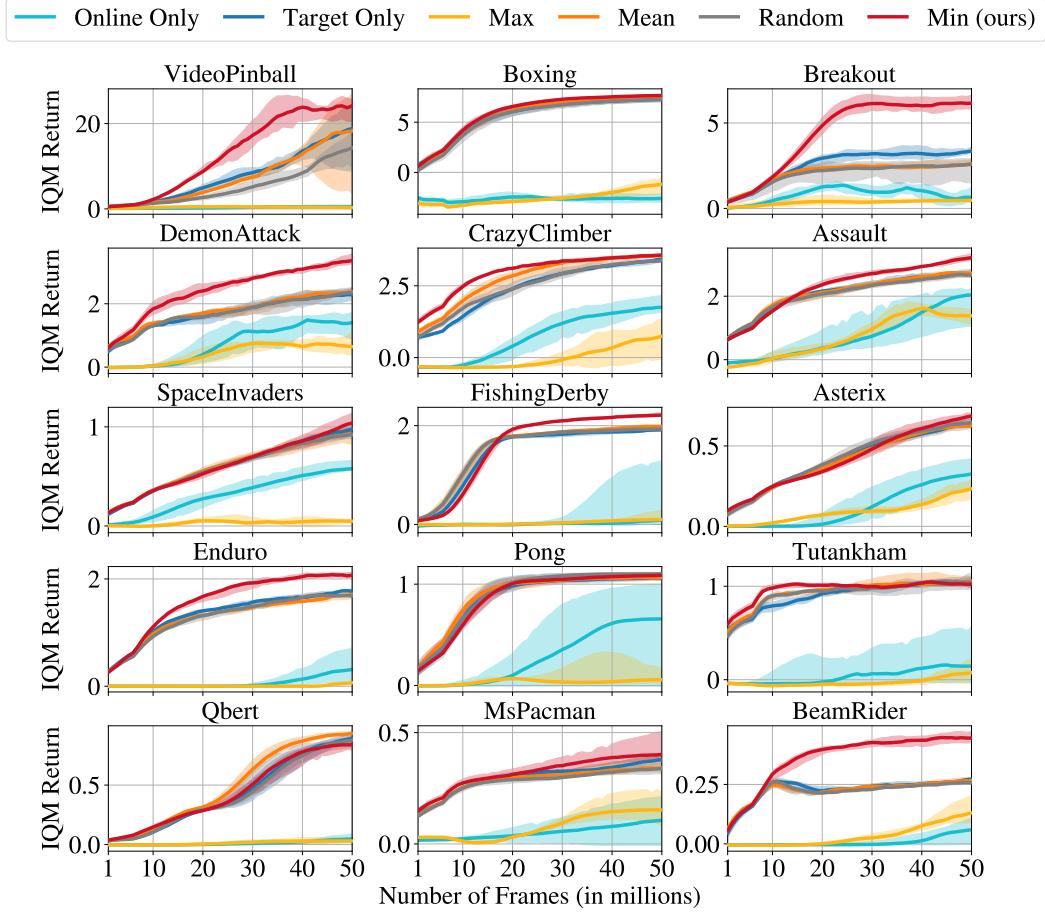 Online Only Target Only Max Mean Random Min (ours)
VideoPinball Boxing Breakout
IQM Return
20
0
5
0
5
0
DemonAttack CrazyClimber Assault
IQM Return
2
0
2.5
0.0
2
0
SpaceInvaders FishingDerby Asterix
IQM Return
1
0
2
0
0.5
0.0
Enduro Pong Tutankham
IQM Return
2
0
1
0
1
0
Qbert MsPacman BeamRider
IQM Return
0.5
0.0
0.5
0.0
0.25
0.00
1 10 20 30 40 50 1 10 20 30 40 50 1 10 20 30 40 50
Number of Frames (in millions)